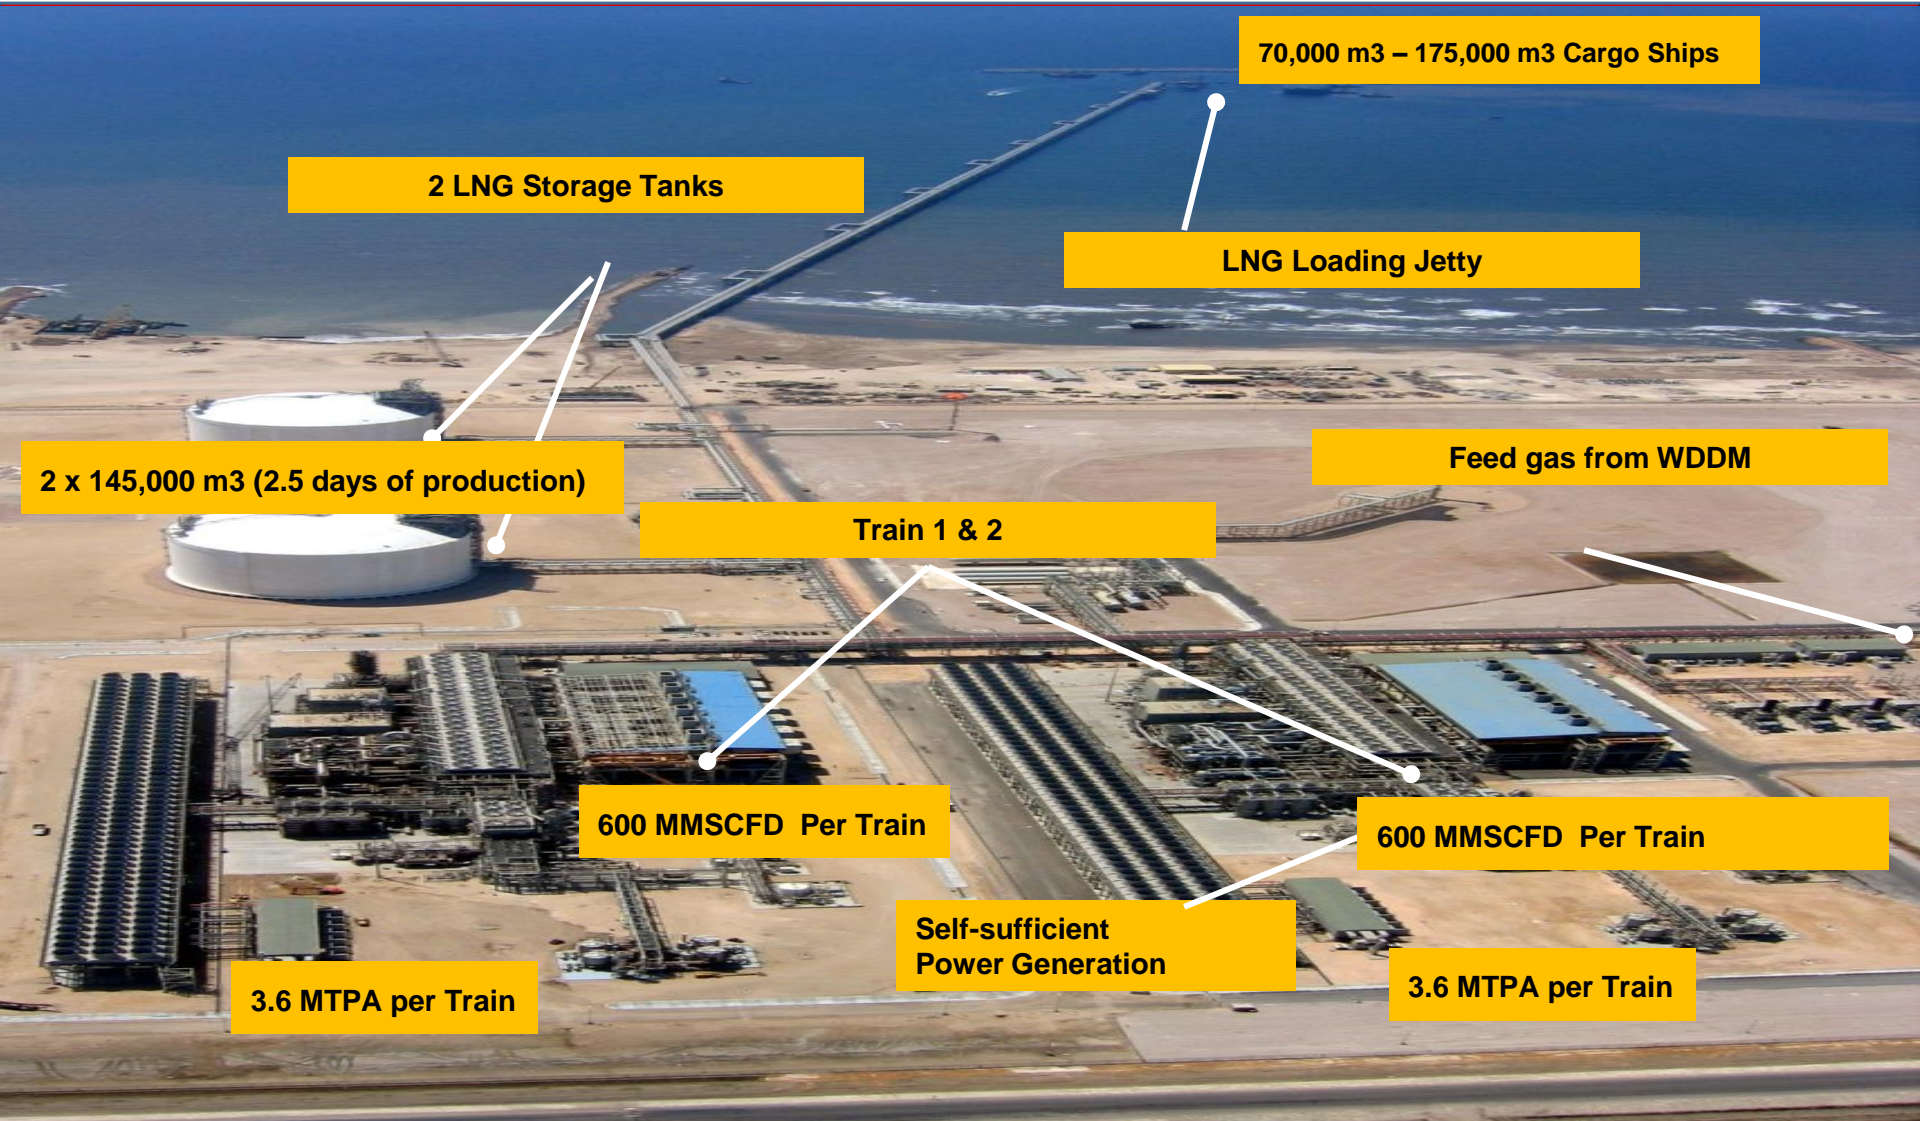 70,000 m3 – 175,000 m3 Cargo Ships
2 LNG Storage Tanks
LNG Loading Jetty
Feed gas from WDDM
2 x 145,000 m3 (2.5 days of production)
Train 1 & 2
600 MMSCFD  Per Train
600 MMSCFD  Per Train
Self-sufficient
Power Generation
3.6 MTPA per Train
3.6 MTPA per Train